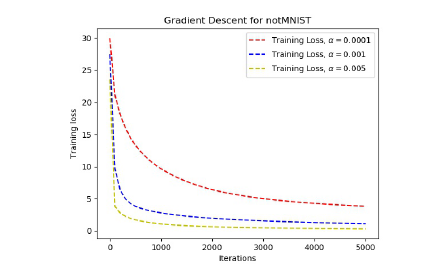 Gradient Descent for notMNIST
Training Loss, α = 0.0001
Training Loss, α = 0.001
Training Loss, α = 0.005
Training loss
30
25
20
15
10
5
0
0 1000 2000 3000 4000 5000
Iterations